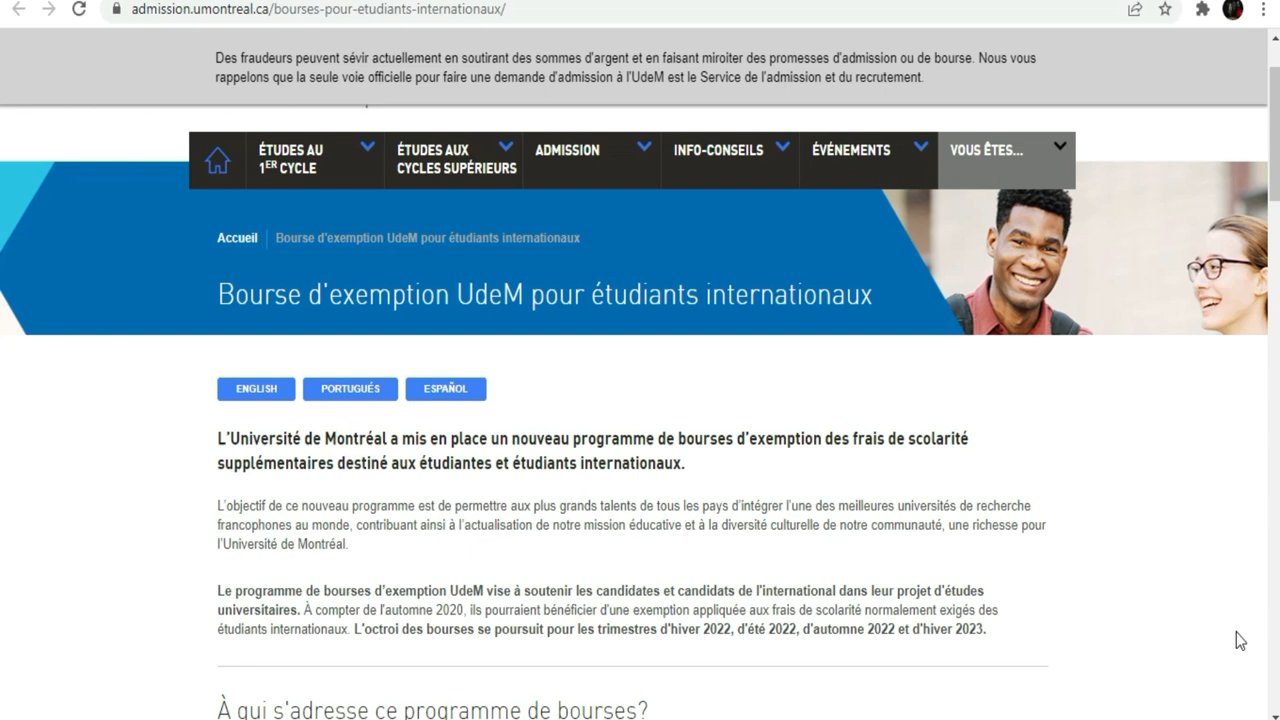 admission.umontreal.ca/bourses-pour-etudiants-internationaux/
Des fraudeurs peuvent sévir actuellement en soutirant des sommes d'argent et en faisant miroiter des promesses d'admission ou de bourse. Nous vous
rappelons que la seule voie officielle pour faire une demande d'admission à l'UdeM est le Service de l'admission et du recrutement.
ÉTUDES AU
1ER CYCLE
ÉTUDES AUX
CYCLES SUPÉRIEURS
ADMISSION
INFO-CONSEILS
ÉVÉNEMENTS
VOUS ÊTES...
Accueil
Bourse d'exemption UdeM pour étudiants internationaux
Bourse d'exemption UdeM pour étudiants internationaux
ENGLISH
PORTUGUÉS
ESPAÑOL
L'Université de Montréal a mis en place un nouveau programme de bourses d'exemption des frais de scolarité
supplémentaires destiné aux étudiantes et étudiants internationaux.
L'objectif de ce nouveau programme est de permettre aux plus grands talents de tous les pays d'intégrer l'une des meilleures universités de recherche
francophones au monde, contribuant ainsi à l'actualisation de notre mission éducative et à la diversité culturelle de notre communauté, une richesse pour
l'Université de Montréal.
Le programme de bourses d'exemption UdeM vise à soutenir les candidates et candidats de l'international dans leur projet d'études
universitaires. À compter de l'automne 2020, ils pourraient bénéficier d'une exemption appliquée aux frais de scolarité normalement exigés des
étudiants internationaux. L'octroi des bourses se poursuit pour les trimestres d'hiver 2022, d'été 2022, d'automne 2022 et d'hiver 2023.
À qui s'adresse ce programme de bourses?